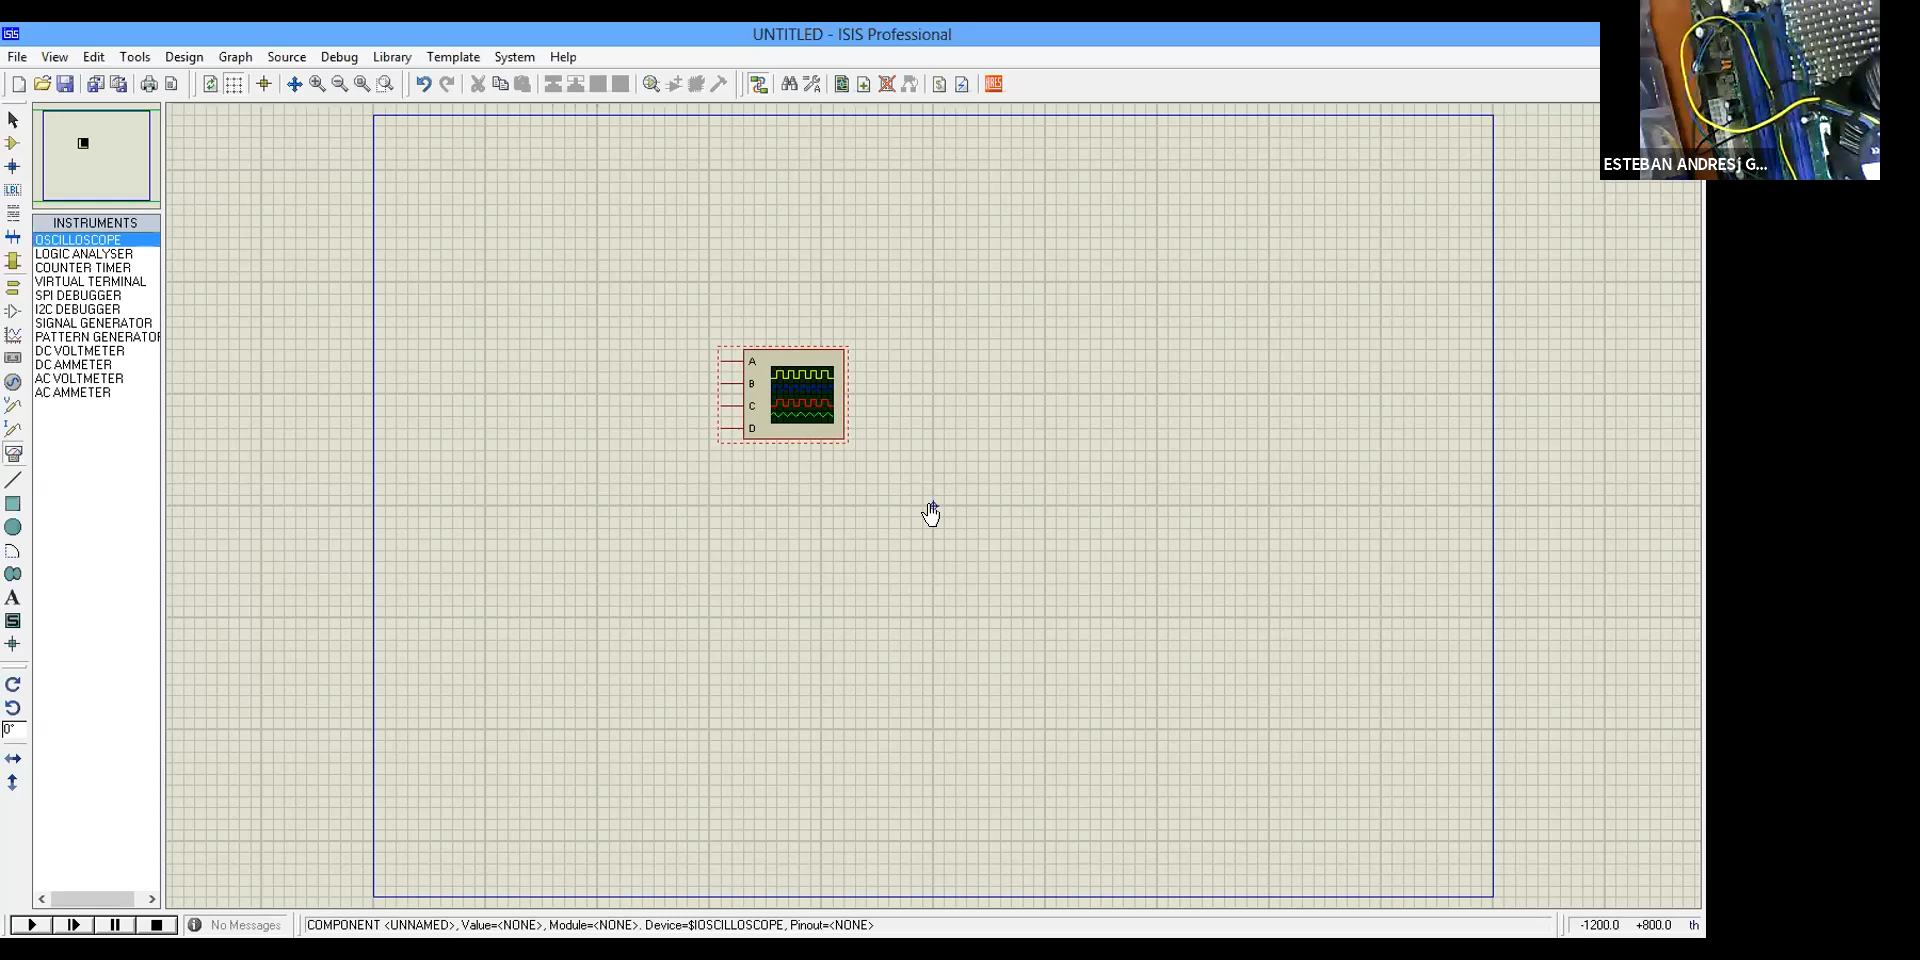 ISIS
UNTITLED - ISIS Professional
File View Edit Tools Design Graph Source Debug Library Template System Help
ARES
ESTEBAN ANDRESj G...
LBL
INSTRUMENTS
OSCILLOSCOPE
LOGIC ANALYSER
COUNTER TIMER
VIRTUAL TERMINAL
SPI DEBUGGER
I2C DEBUGGER
SIGNAL GENERATOR
PATTERN GENERATOR
DC VOLTMETER
DC AMMETER
AC VOLTMETER
AC AMMETER
A
B
C
D
A
S
0°
No Messages
COMPONENT <UNNAMED>, Value=<NONE>, Module=<NONE>. Device=$IOSCILLOSCOPE, Pinout=<NONE>
-1200.0 +800.0 th